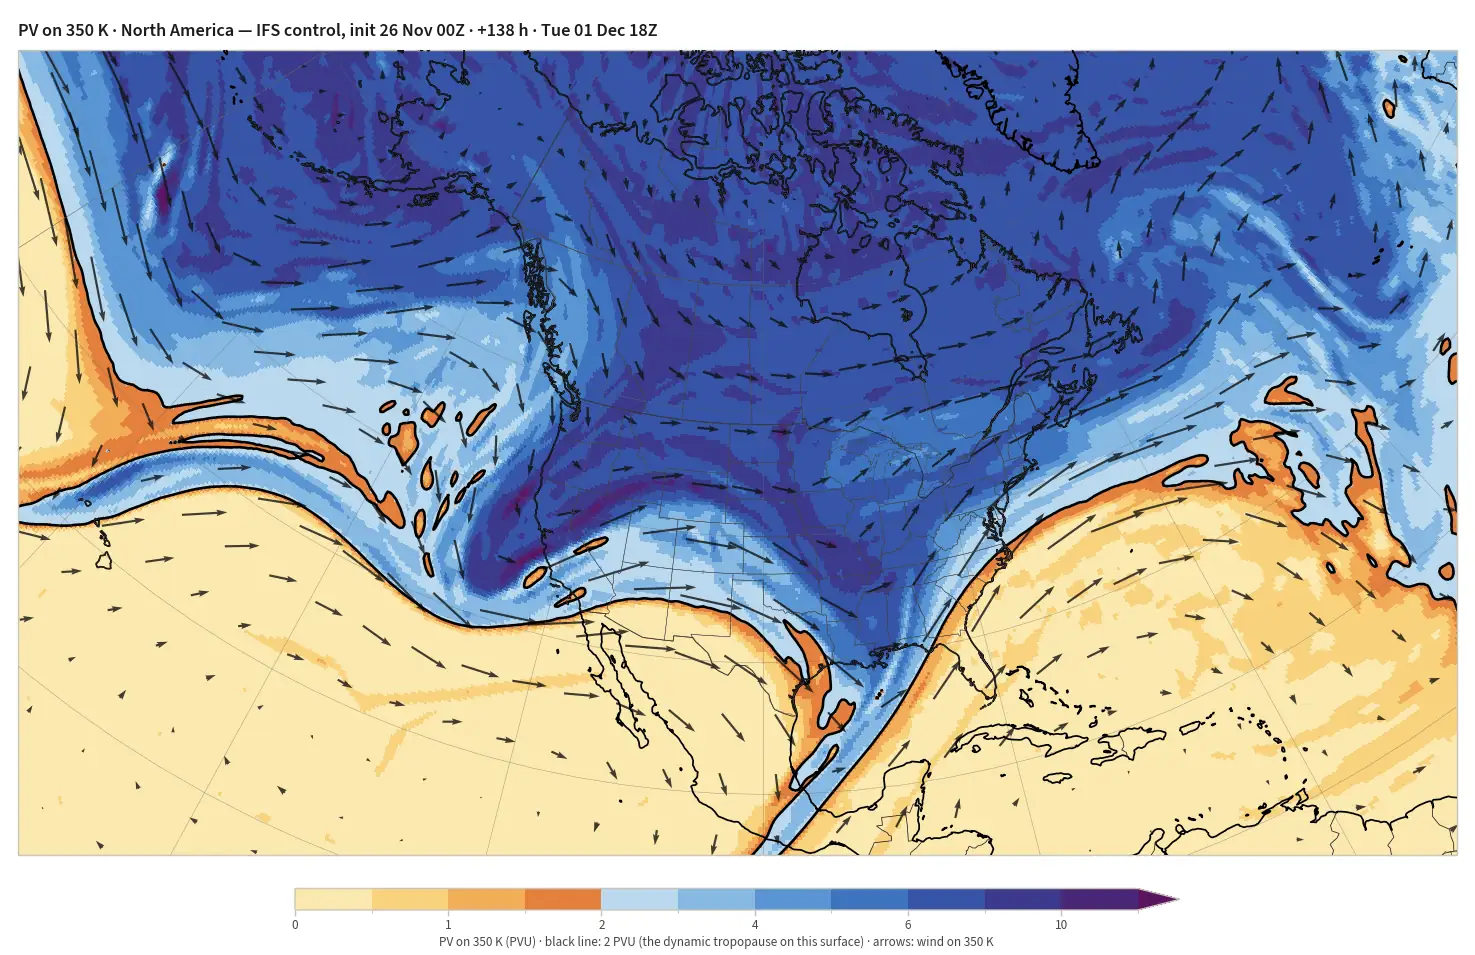 PV on 350 K · North America — IFS control, init 26 Nov 00Z · +138 h · Tue 01 Dec 18Z
0 1 2 4 6 10
PV on 350 K (PVU) · black line: 2 PVU (the dynamic tropopause on this surface) · arrows: wind on 350 K